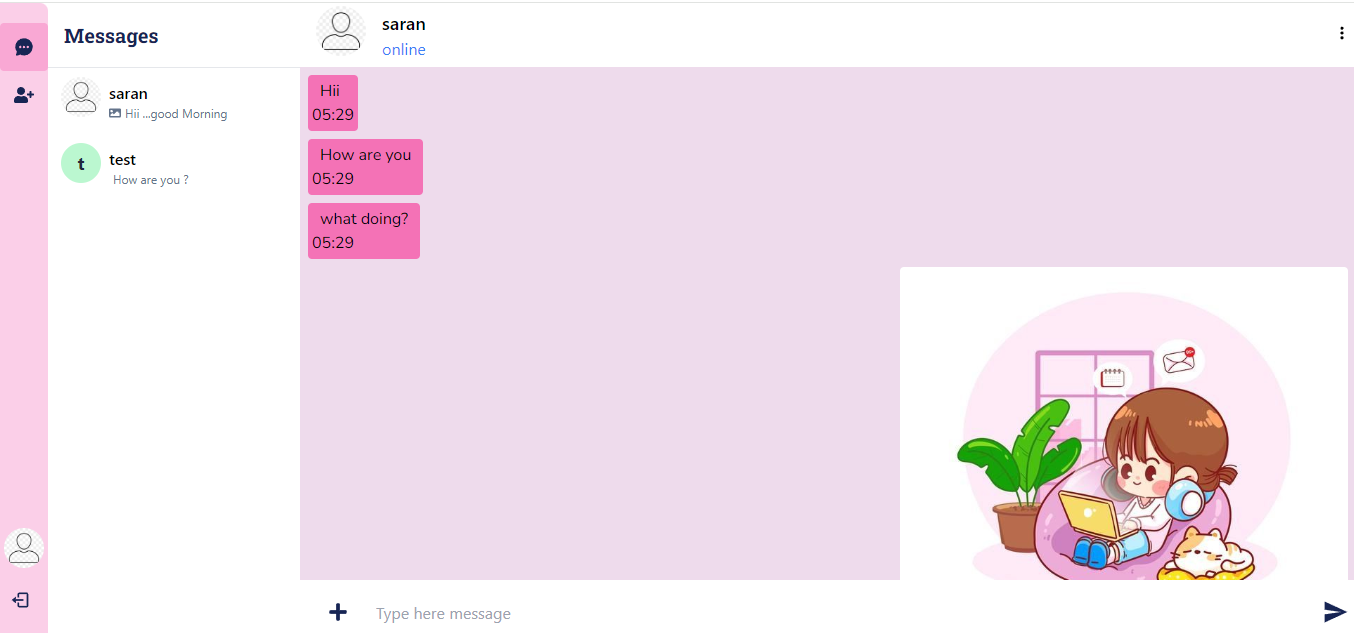 Messages
saran
Hii ...good Morning
t
test
How are you ?
saran
online
Hii
05:29
How are you
05:29
what doing?
05:29
Type here message